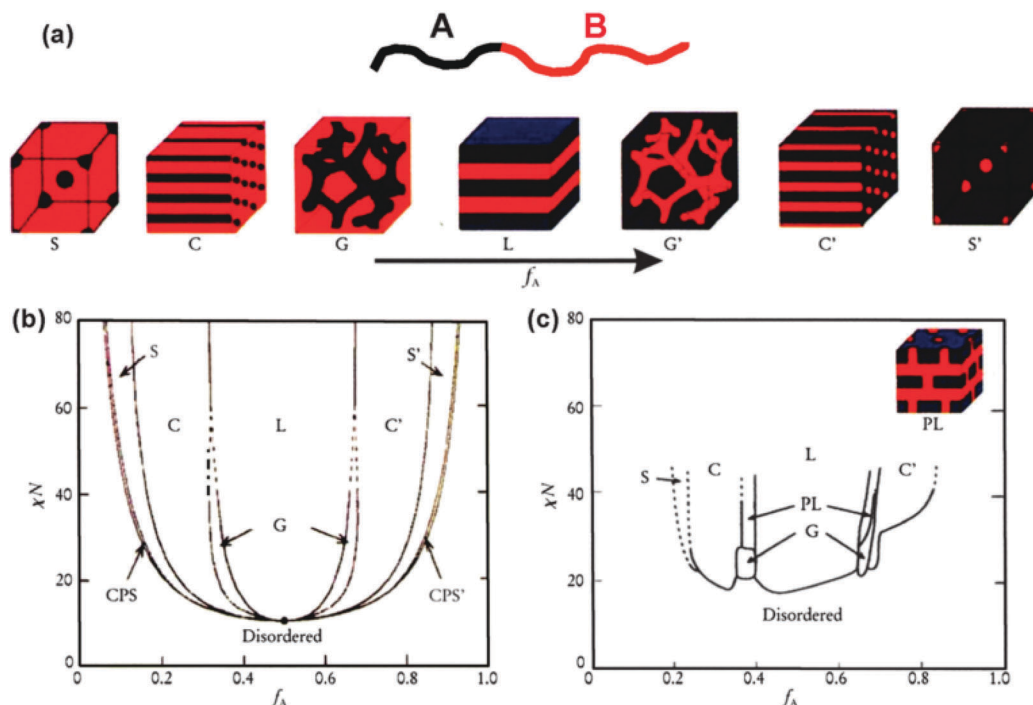 (a)
A B
S C G L G' C' S'
fA
(b)
80
60
40
20
0
χN
S
S'
C
L
C'
G
CPS
CPS'
Disordered
0 0.2 0.4 0.6 0.8 1.0
fA
(c)
80
60
40
20
0
χN
PL
L
C
C'
S
PL
G
Disordered
0.0 0.2 0.4 0.6 0.8 1.0
fA